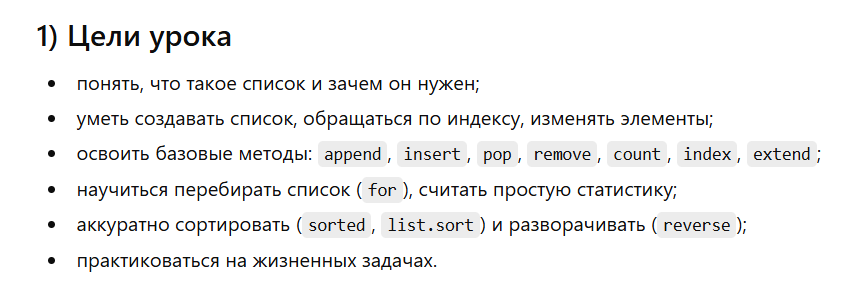 1) Цели урока
• понять, что такое список и зачем он нужен;
• уметь создавать список, обращаться по индексу, изменять элементы;
• освоить базовые методы: append, insert, pop, remove, count, index, extend;
• научиться перебирать список (for), считать простую статистику;
• аккуратно сортировать (sorted, list.sort) и разворачивать (reverse);
• практиковаться на жизненных задачах.